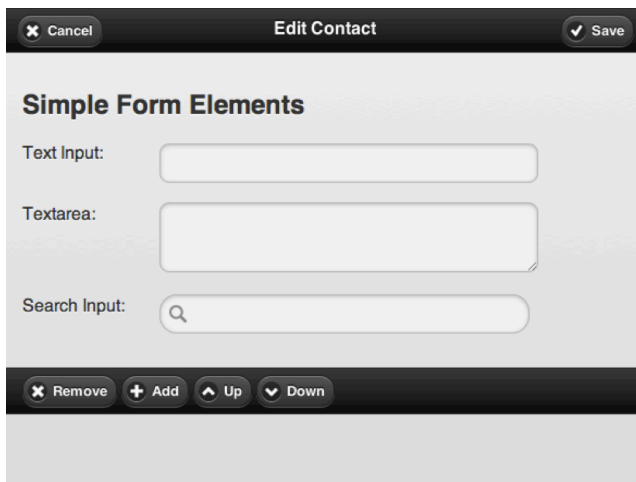 Cancel Edit Contact Save
Simple Form Elements
Text Input:
Textarea:
Search Input:
Remove Add Up Down